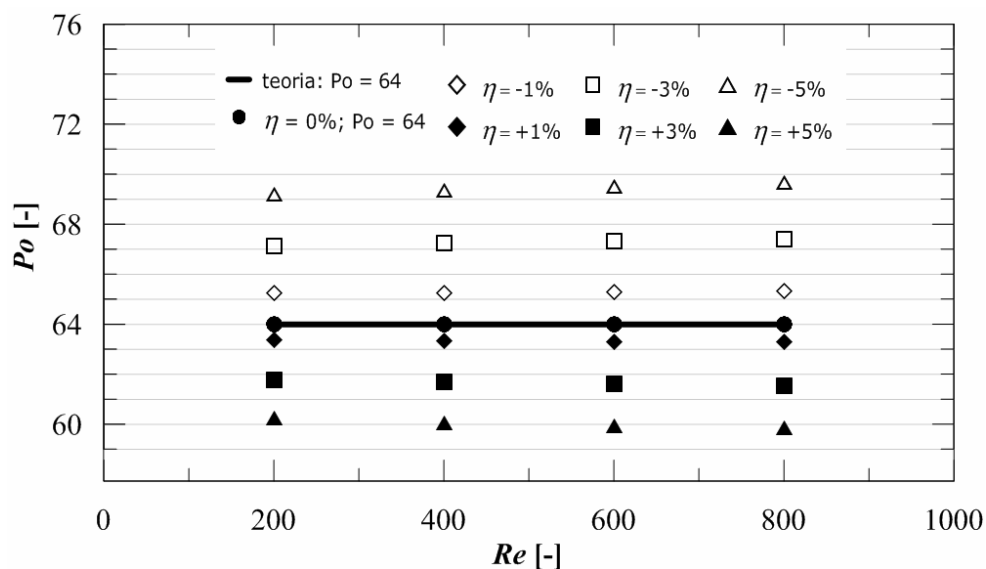 76
72
68
64
60
Po [-]
teoria: Po = 64
η = 0%; Po = 64
η = -1%
η = +1%
η = -3%
η = +3%
η = -5%
η = +5%
0
200
400
600
800
1000
Re [-]